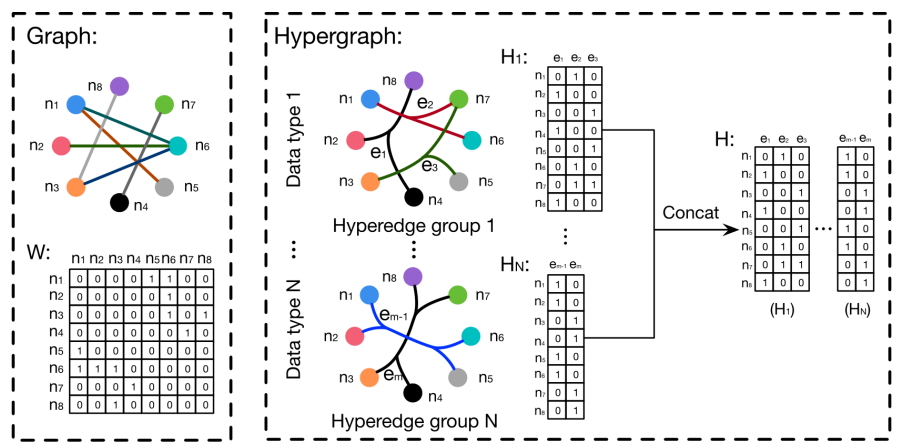 Graph:
n8
n1
n7
n2
n6
n3
n5
n4
W:
n1 n2 n3 n4 n5 n6 n7 n8
n1 0 0 0 0 1 1 0 0
n2 0 0 0 0 0 1 0 0
n3 0 0 0 0 0 1 0 1
n4 0 0 0 0 0 0 1 0
n5 1 0 0 0 0 0 0 0
n6 1 1 1 0 0 0 0 0
n7 0 0 0 1 0 0 0 0
n8 0 0 1 0 0 0 0 0
Hypergraph:
Data type 1
n8
n1
n7
e2
n2
n6
e1
e3
n3
n5
n4
Hyperedge group 1
...
...
Data type N
n8
n1
n7
em-1
n2
n6
n3
em
n5
n4
Hyperedge group N
H1:
e1 e2 e3
n1 0 1 0
n2 1 0 0
n3 0 0 1
n4 1 0 0
n5 0 0 1
n6 0 1 0
n7 0 1 1
n8 1 0 0
...
HN:
em-1 em
n1 1 0
n2 1 0
n3 0 1
n4 0 1
n5 1 0
n6 1 0
n7 0 1
n8 0 1
Concat
H:
e1 e2 e3 em-1 em
n1 0 1 0 1 0
n2 1 0 0 1 0
n3 0 0 1 0 1
n4 1 0 0 0 1
n5 0 0 1 ... 1 0
n6 0 1 0 1 0
n7 0 1 1 0 1
n8 1 0 0 0 1
(H1) (HN)